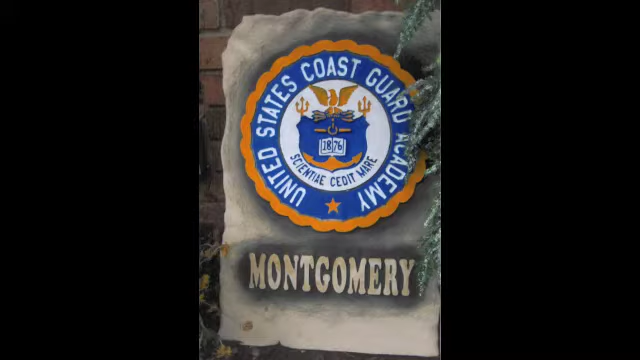 UNITED STATES COAST GUARD ACADEMY
1876
SCIENTIAE CEDIT MARE
MONTGOMERY